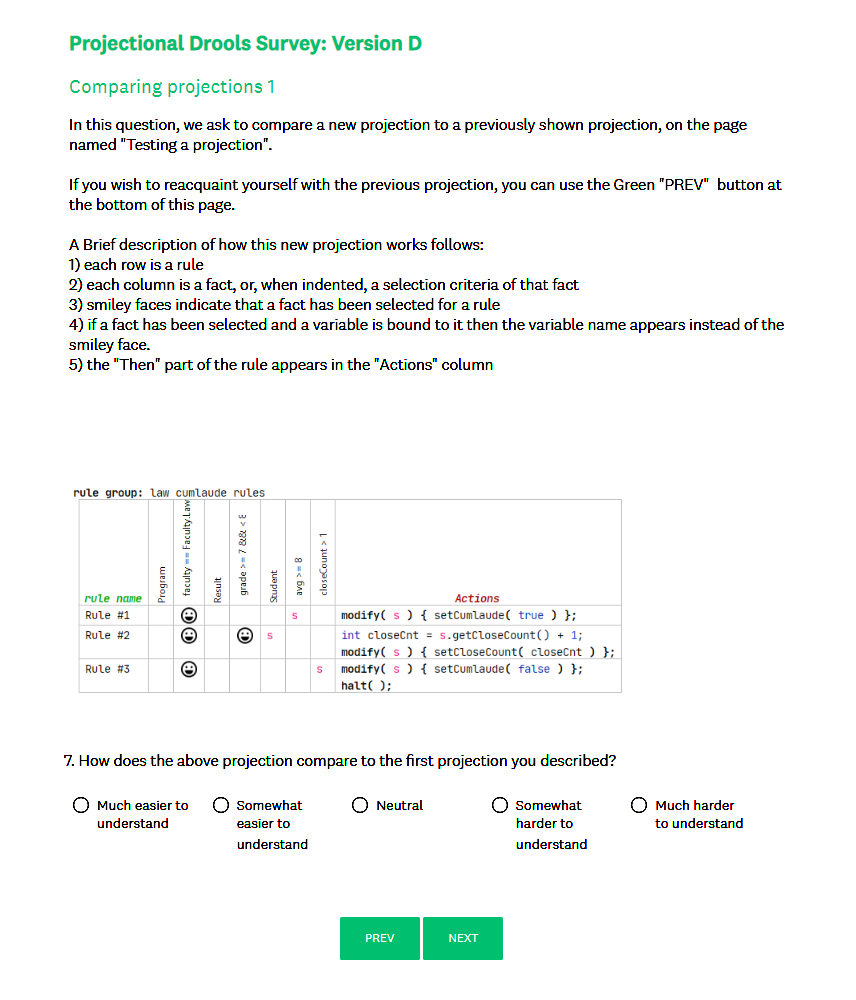 Projectional Drools Survey: Version D
Comparing projections 1
In this question, we ask to compare a new projection to a previously shown projection, on the page
named "Testing a projection".
If you wish to reacquaint yourself with the previous projection, you can use the Green "PREV" button at
the bottom of this page.
A Brief description of how this new projection works follows:
1) each row is a rule
2) each column is a fact, or, when indented, a selection criteria of that fact
3) smiley faces indicate that a fact has been selected for a rule
4) if a fact has been selected and a variable is bound to it then the variable name appears instead of the
smiley face.
5) the "Then" part of the rule appears in the "Actions" column
rule group: law cumlaude rules
rule name
Program
faculty == Faculty.Law
Result
grade >= 7 && < 8
Student
avg >= 8
closeCount > 1
Actions
Rule #1 s modify( s ) { setCumlaude( true ) };
Rule #2 s int closeCnt = s.getCloseCount() + 1;
modify( s ) { setCloseCount( closeCnt ) };
Rule #3 s modify( s ) { setCumlaude( false ) };
halt( );
7. How does the above projection compare to the first projection you described?
Much easier to
understand
Somewhat
easier to
understand
Neutral
Somewhat
harder to
understand
Much harder
to understand
PREV
NEXT